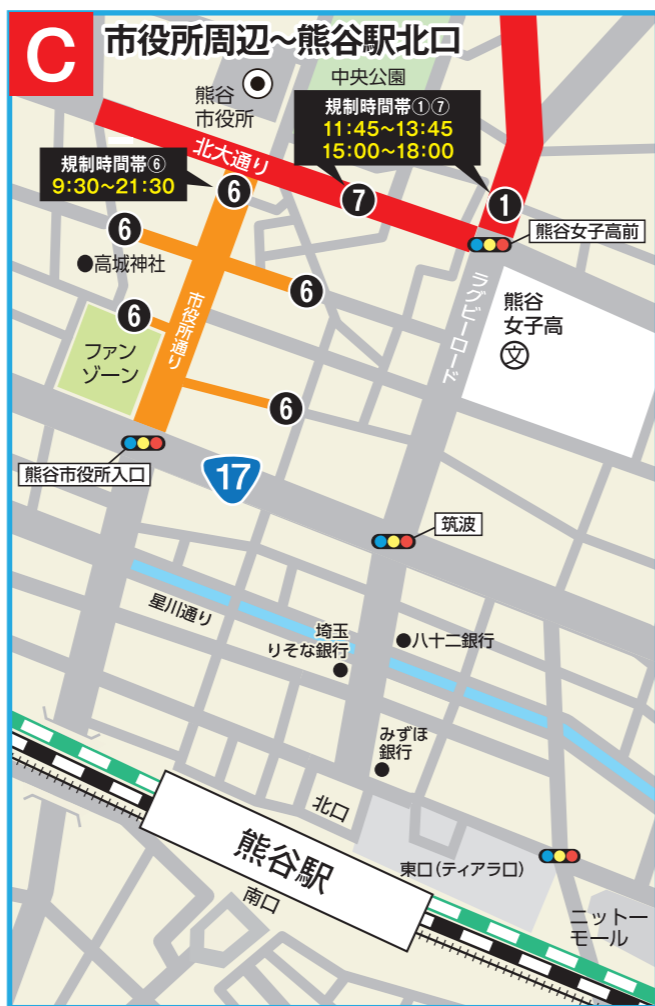 C
市役所周辺～熊谷駅北口
中央公園
熊谷
市役所
規制時間帯①⑦
11:45～13:45
15:00～18:00
北大通り
規制時間帯⑥
9:30～21:30
6
7
1
熊谷女子高前
6
●高城神社
6
ラグビーロード
熊谷
女子高
文
6
市役所通り
ファン
ゾーン
6
熊谷市役所入口
17
筑波
星川通り
埼玉
りそな銀行
●八十二銀行
みずほ
銀行
北口
熊谷駅
東口(ティアラ口)
南口
ニットー
モール